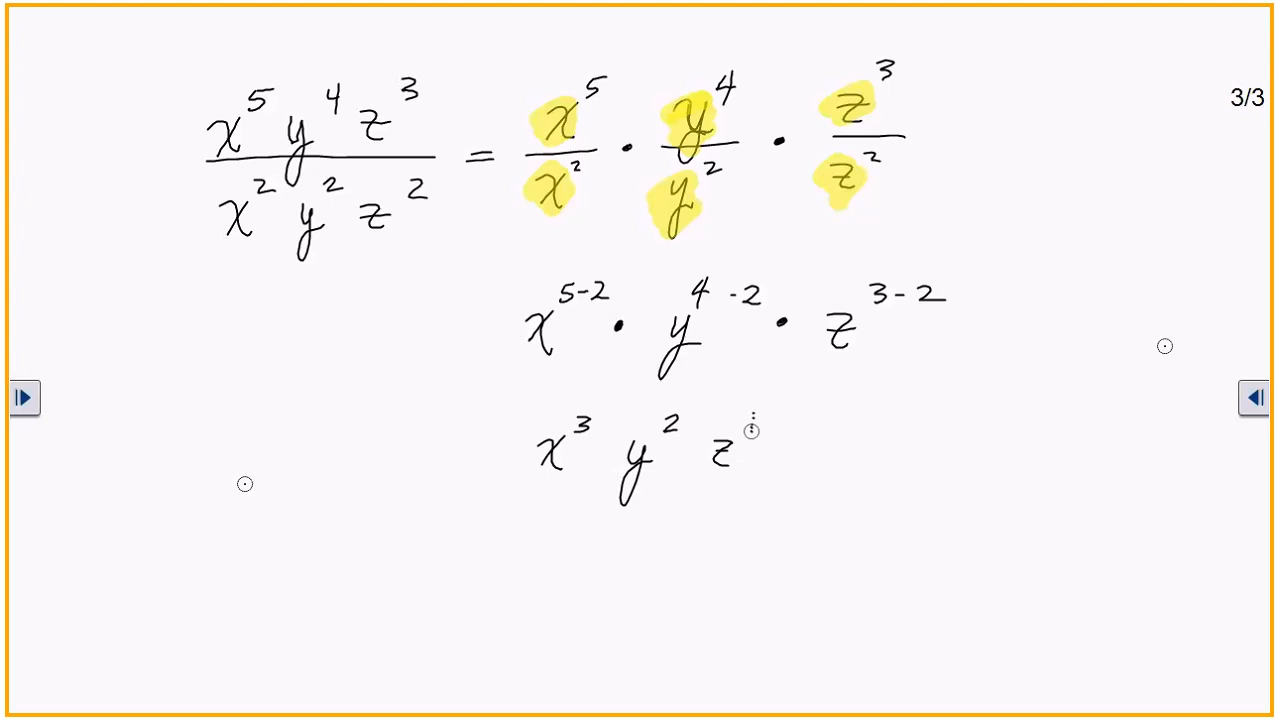 x^5 y^4 z^3 / x^2 y^2 z^2 = x^5/x^2 · y^4/y^2 · z^3/z^2
3/3
x^5-2 · y^4-2 · z^3-2
x^3 y^2 z